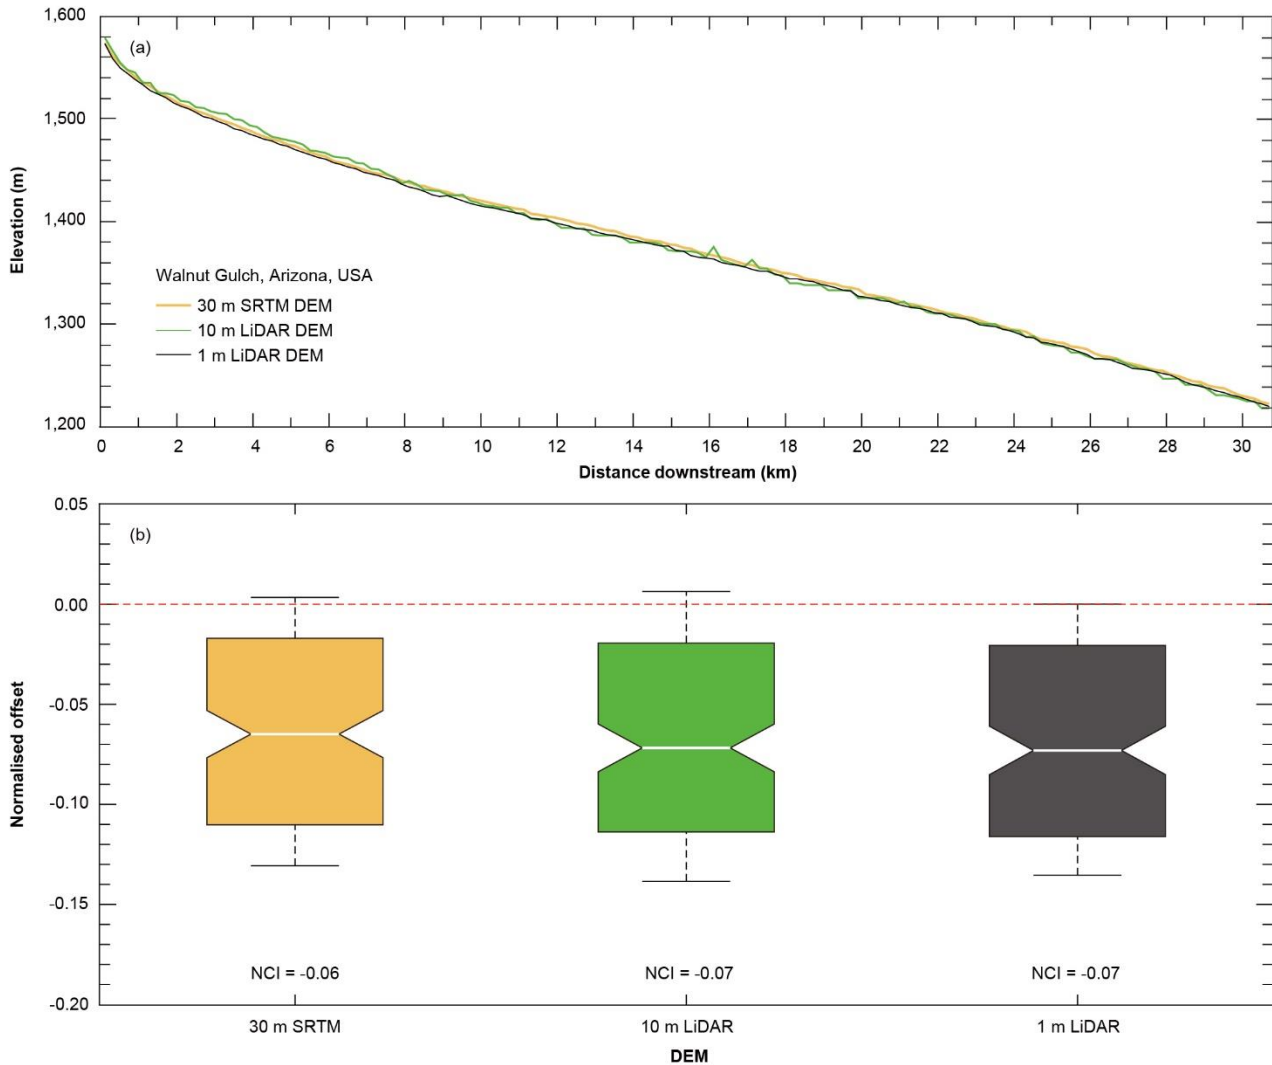 1,600
(a)
1,500
1,400
1,300
1,200
Elevation (m)
Walnut Gulch, Arizona, USA
30 m SRTM DEM
10 m LiDAR DEM
1 m LiDAR DEM
0 2 4 6 8 10 12 14 16 18 20 22 24 26 28 30
Distance downstream (km)
0.05
(b)
0.00
-0.05
-0.10
-0.15
-0.20
Normalised offset
NCI = -0.06 NCI = -0.07 NCI = -0.07
30 m SRTM 10 m LiDAR 1 m LiDAR
DEM